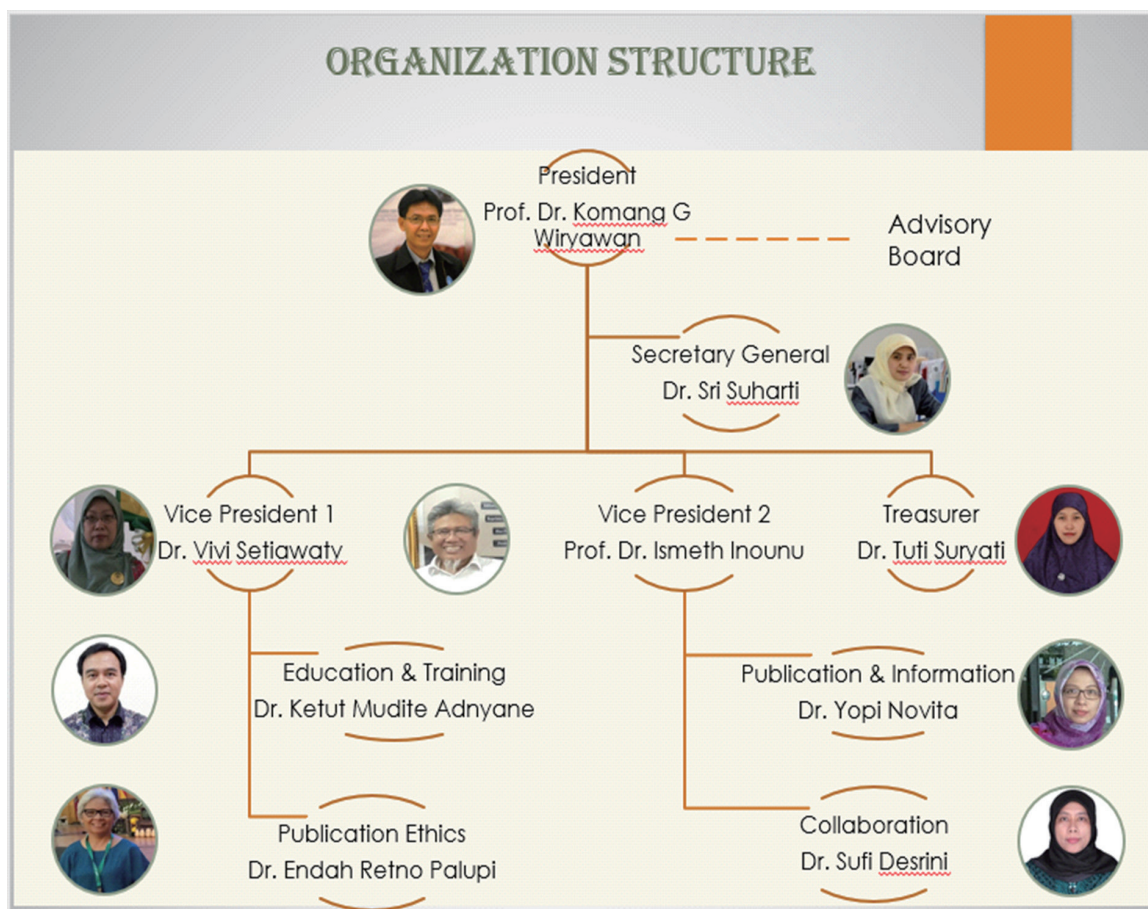 ORGANIZATION STRUCTURE
President
Prof. Dr. Komang G
Wiryawan
Advisory
Board
Secretary General
Dr. Sri Suharti
Vice President 1
Dr. Vivi Setiawaty
Vice President 2
Prof. Dr. Ismeth Inounu
Treasurer
Dr. Tuti Suryati
Education & Training
Dr. Ketut Mudite Adnyane
Publication & Information
Dr. Yopi Novita
Publication Ethics
Dr. Endah Retno Palupi
Collaboration
Dr. Sufi Desrini